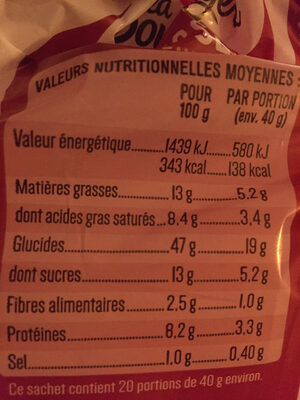 VALEURS NUTRITIONNELLES MOYENNES :
POUR PAR PORTION
100 g (env. 40 g)
Valeur énergétique..........1439 kJ......580 kJ
343 kcal.....138 kcal
Matières grasses..............13 g..........5.2 g
dont acides gras saturés...8.4 g..........3,4 g
Glucides..........................47 g...........19 g
dont sucres.....................13 g..........5,2 g
Fibres alimentaires..........2,5 g..........1,0 g
Protéines........................8,2 g..........3,3 g
Sel................................1,0 g........0,40 g
Ce sachet contient 20 portions de 40 g environ.